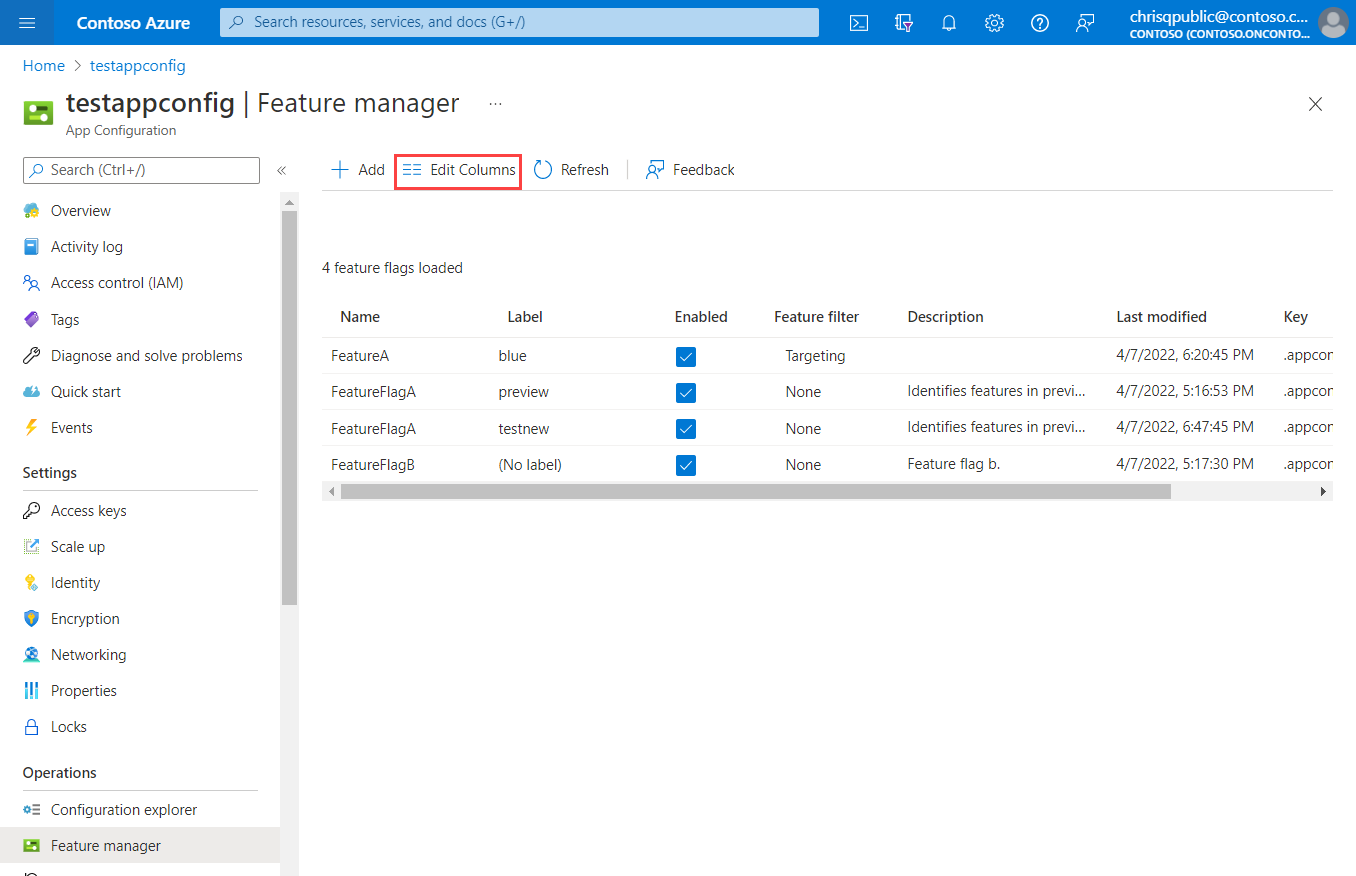 Contoso Azure
Search resources, services, and docs (G+/)
chrisqpublic@contoso.c...
CONTOSO (CONTOSO.ONCONTO...
Home > testappconfig
testappconfig | Feature manager ...
App Configuration
Search (Ctrl+/)
«
Add
Edit Columns
Refresh
Feedback
Overview
Activity log
Access control (IAM)
Tags
Diagnose and solve problems
Quick start
Events
Settings
Access keys
Scale up
Identity
Encryption
Networking
Properties
Locks
Operations
Configuration explorer
Feature manager
4 feature flags loaded
Name Label Enabled Feature filter Description Last modified Key
FeatureA blue Targeting 4/7/2022, 6:20:45 PM .appcon
FeatureFlagA preview None Identifies features in previ... 4/7/2022, 5:16:53 PM .appcon
FeatureFlagA testnew None Identifies features in previ... 4/7/2022, 6:47:45 PM .appcon
FeatureFlagB (No label) None Feature flag b. 4/7/2022, 5:17:30 PM .appcon